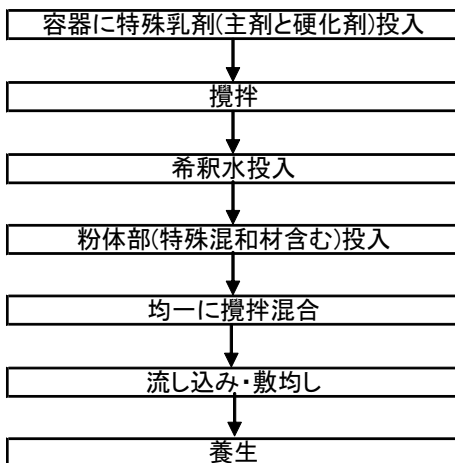 容器に特殊乳剤(主剤と硬化剤)投入
攪拌
希釈水投入
粉体部(特殊混和材含む)投入
均一に攪拌混合
流し込み・敷均し
養生